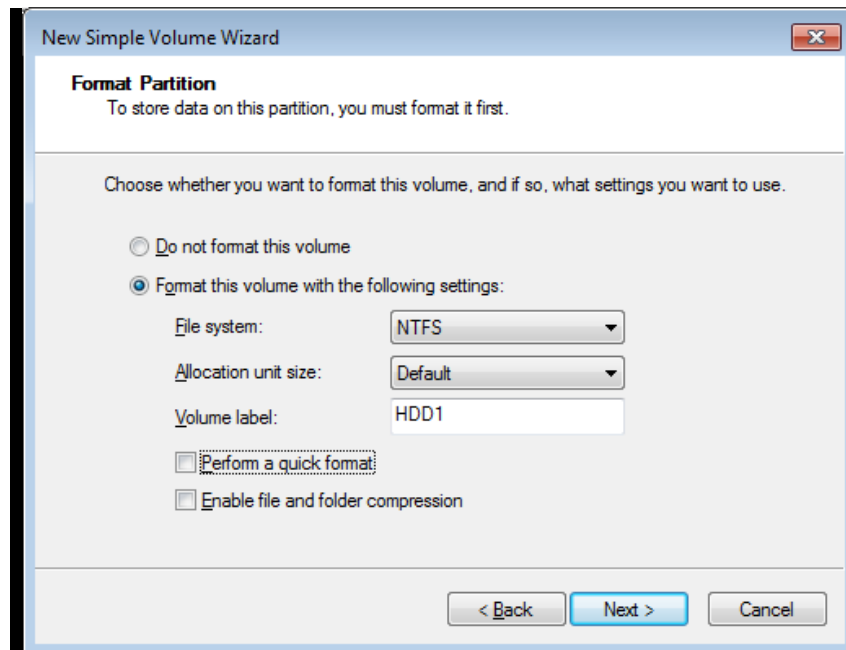 New Simple Volume Wizard
Format Partition
To store data on this partition, you must format it first.
Choose whether you want to format this volume, and if so, what settings you want to use.
Do not format this volume
Format this volume with the following settings:
File system: NTFS
Allocation unit size: Default
Volume label: HDD1
Perform a quick format
Enable file and folder compression
< Back Next > Cancel